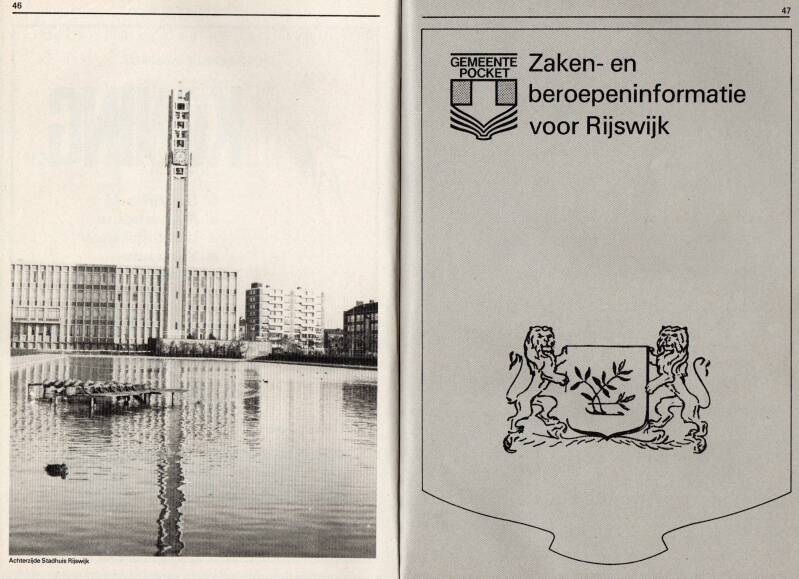 46
Achterzijde Stadhuis Rijswijk
47
GEMEENTE
POCKET
Zaken- en
beroepeninformatie
voor Rijswijk